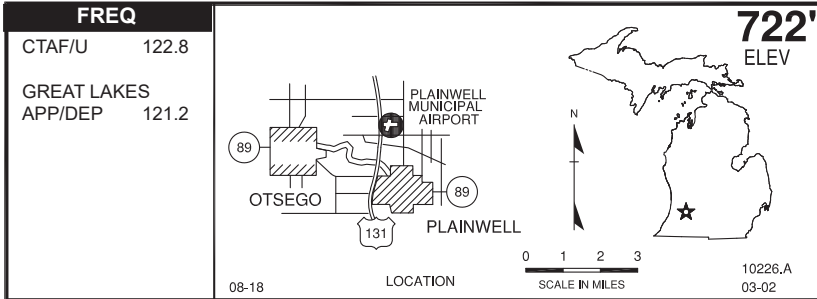 FREQ
CTAF/U 122.8
GREAT LAKES
APP/DEP 121.2
722'
ELEV
PLAINWELL
MUNICIPAL
AIRPORT
N
89
OTSEGO
89
PLAINWELL
131
0 1 2 3
SCALE IN MILES
08-18
LOCATION
10226.A
03-02